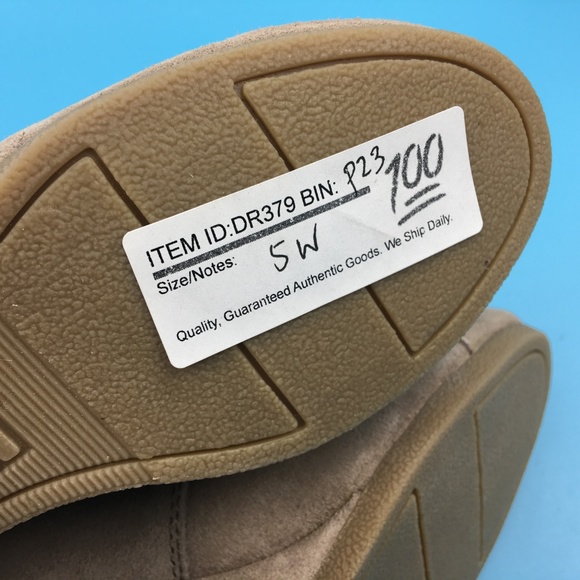 ITEM ID:DR379 BIN: P23
Size/Notes: 5W
100
Quality, Guaranteed Authentic Goods. We Ship Daily.